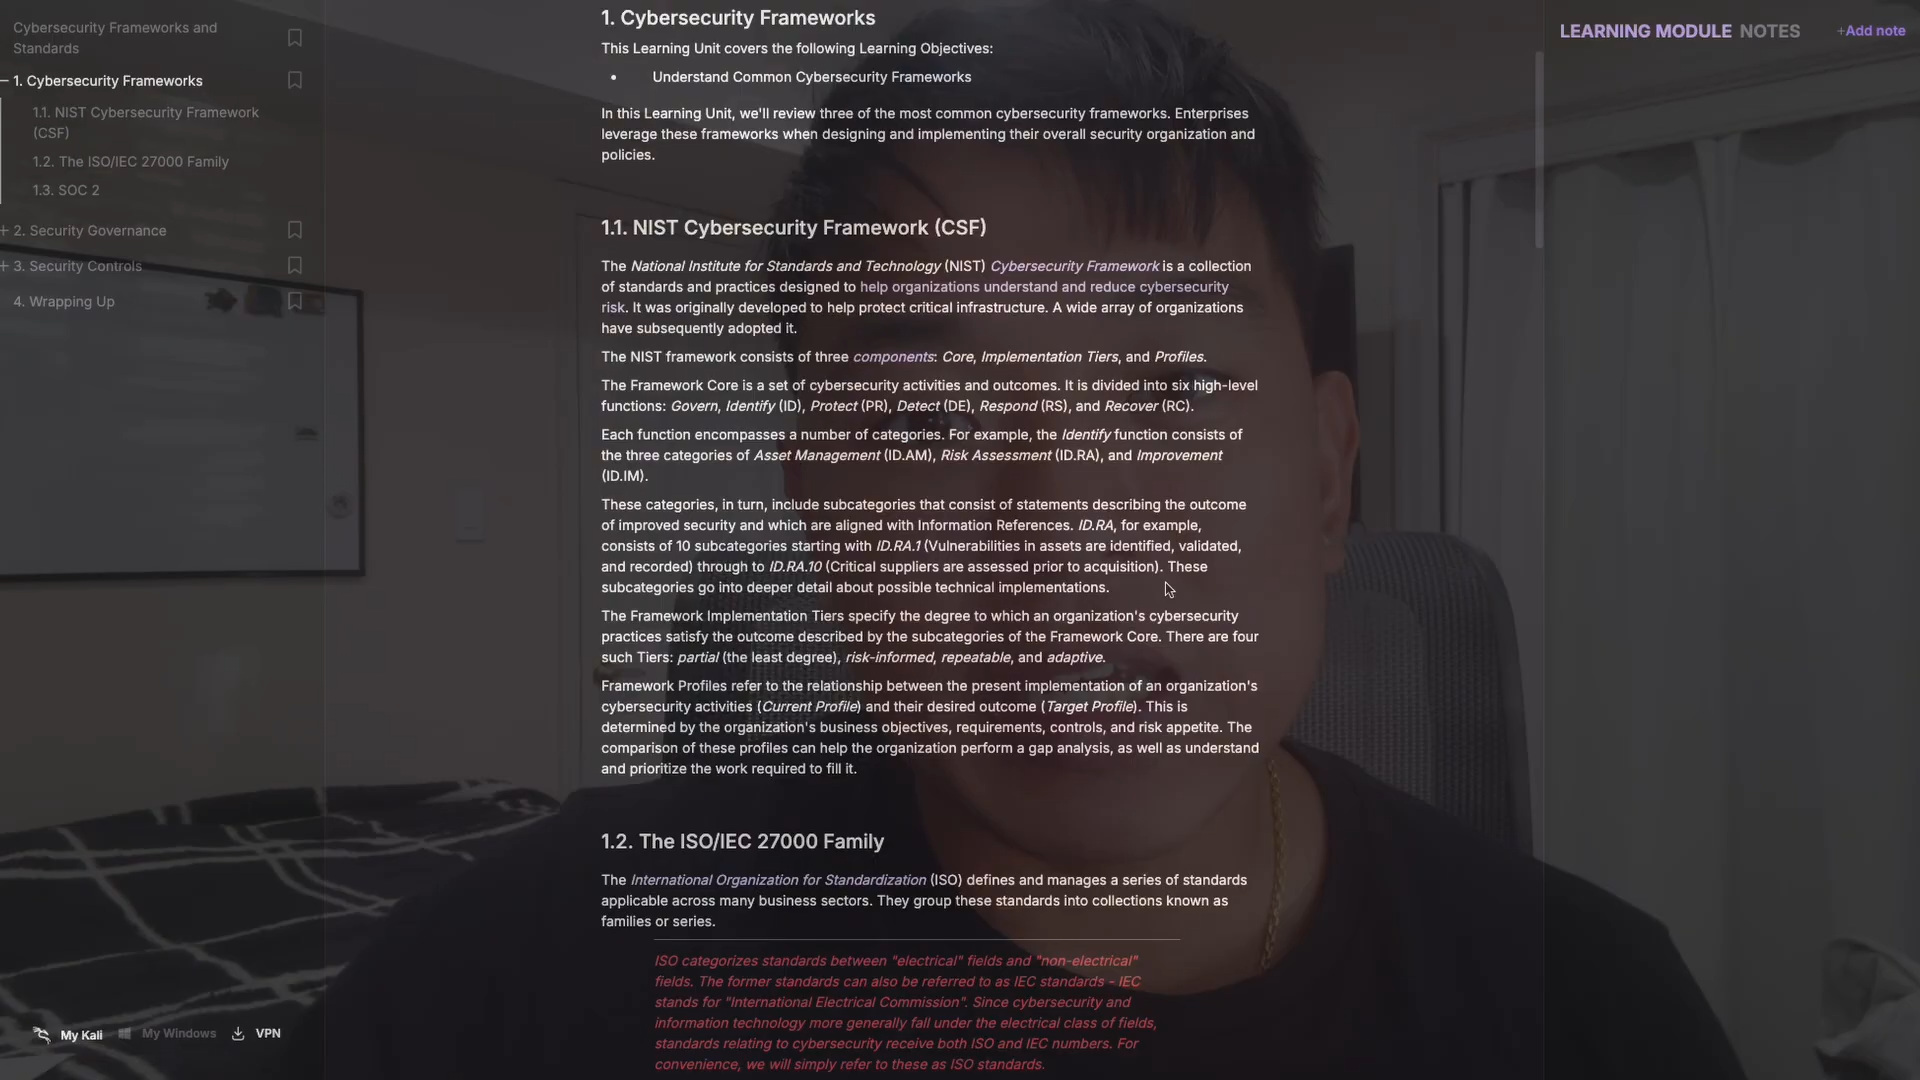 Cybersecurity Frameworks and
Standards
1. Cybersecurity Frameworks
1.1. NIST Cybersecurity Framework
(CSF)
1.2. The ISO/IEC 27000 Family
1.3. SOC 2
2. Security Governance
3. Security Controls
4. Wrapping Up
My Kali
My Windows
VPN
1. Cybersecurity Frameworks
This Learning Unit covers the following Learning Objectives:
• Understand Common Cybersecurity Frameworks
In this Learning Unit, we'll review three of the most common cybersecurity frameworks. Enterprises
leverage these frameworks when designing and implementing their overall security organization and
policies.
1.1. NIST Cybersecurity Framework (CSF)
The National Institute for Standards and Technology (NIST) Cybersecurity Framework is a collection
of standards and practices designed to help organizations understand and reduce cybersecurity
risk. It was originally developed to help protect critical infrastructure. A wide array of organizations
have subsequently adopted it.
The NIST framework consists of three components: Core, Implementation Tiers, and Profiles.
The Framework Core is a set of cybersecurity activities and outcomes. It is divided into six high-level
functions: Govern, Identify (ID), Protect (PR), Detect (DE), Respond (RS), and Recover (RC).
Each function encompasses a number of categories. For example, the Identify function consists of
the three categories of Asset Management (ID.AM), Risk Assessment (ID.RA), and Improvement
(ID.IM).
These categories, in turn, include subcategories that consist of statements describing the outcome
of improved security and which are aligned with Information References. ID.RA, for example,
consists of 10 subcategories starting with ID.RA.1 (Vulnerabilities in assets are identified, validated,
and recorded) through to ID.RA.10 (Critical suppliers are assessed prior to acquisition). These
subcategories go into deeper detail about possible technical implementations.
The Framework Implementation Tiers specify the degree to which an organization's cybersecurity
practices satisfy the outcome described by the subcategories of the Framework Core. There are four
such Tiers: partial (the least degree), risk-informed, repeatable, and adaptive.
Framework Profiles refer to the relationship between the present implementation of an organization's
cybersecurity activities (Current Profile) and their desired outcome (Target Profile). This is
determined by the organization's business objectives, requirements, controls, and risk appetite. The
comparison of these profiles can help the organization perform a gap analysis, as well as understand
and prioritize the work required to fill it.
1.2. The ISO/IEC 27000 Family
The International Organization for Standardization (ISO) defines and manages a series of standards
applicable across many business sectors. They group these standards into collections known as
families or series.
ISO categorizes standards between "electrical" fields and "non-electrical"
fields. The former standards can also be referred to as IEC standards - IEC
stands for "International Electrical Commission". Since cybersecurity and
information technology more generally fall under the electrical class of fields,
standards relating to cybersecurity receive both ISO and IEC numbers. For
convenience, we will simply refer to these as ISO standards.
LEARNING MODULE NOTES
+Add note